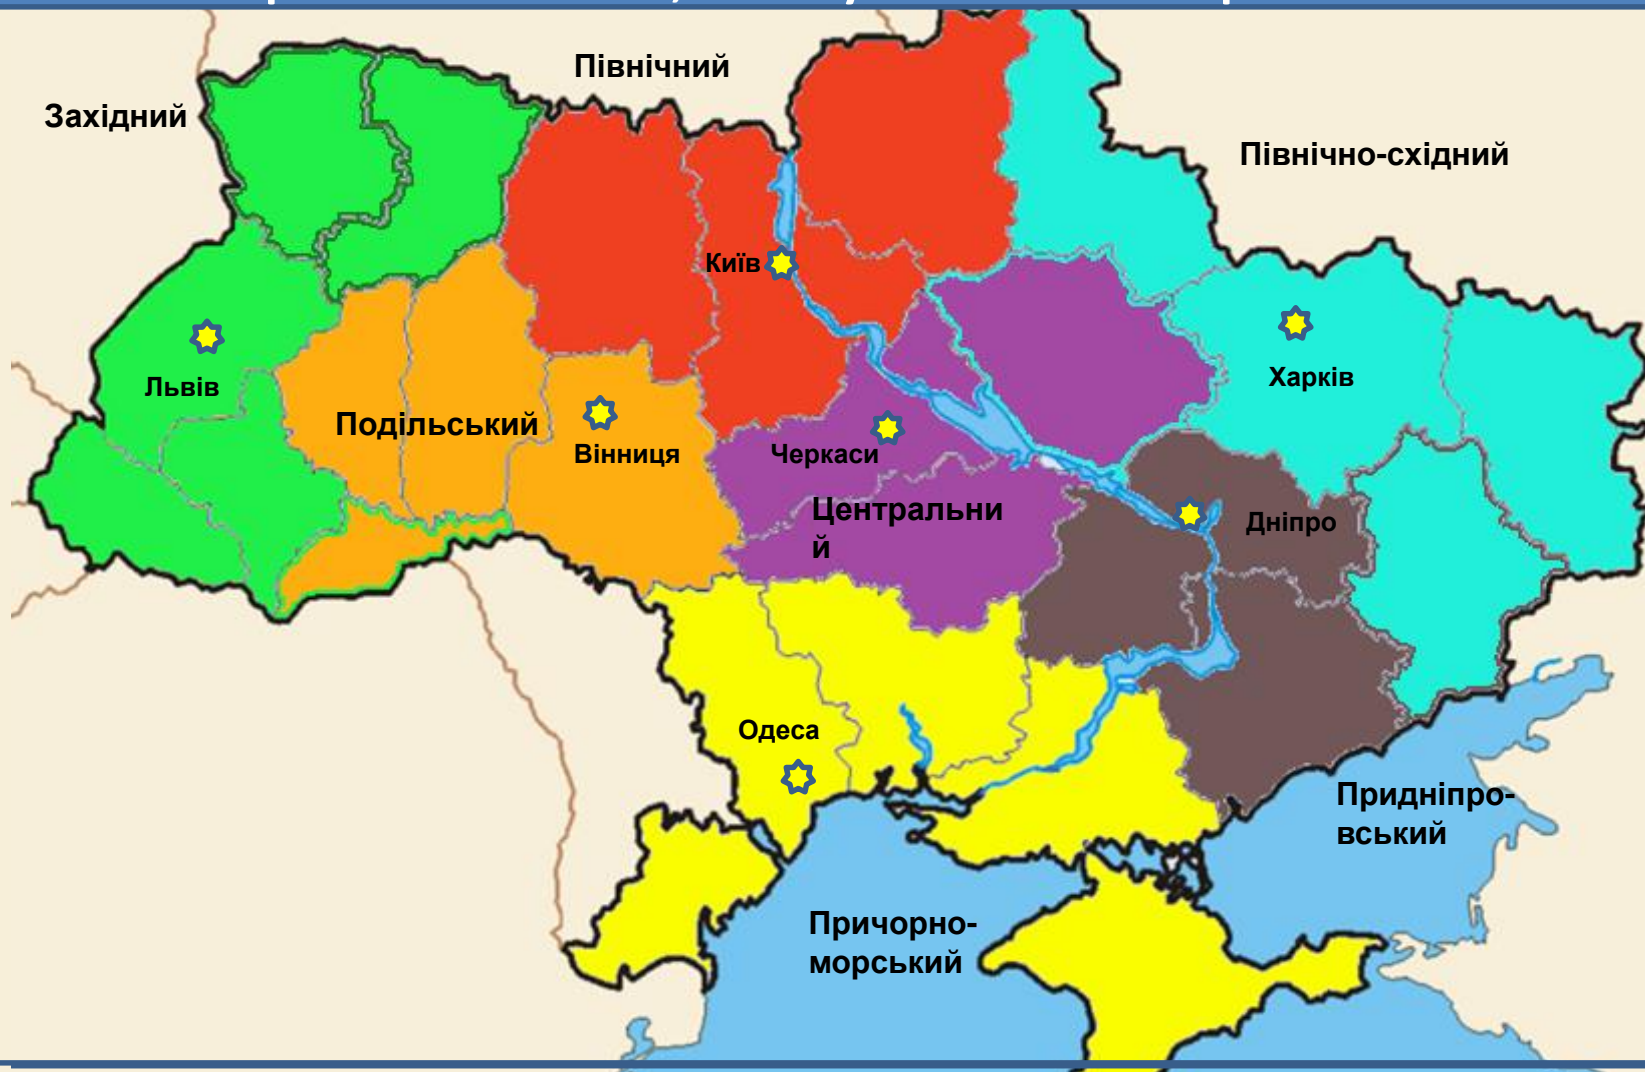 Північний
Західний
Північно-східний
Київ
Львів
Харків
Подільський
Вінниця
Черкаси
Центральни
й
Дніпро
Одеса
Придніпро-
вський
Причорно-
морський